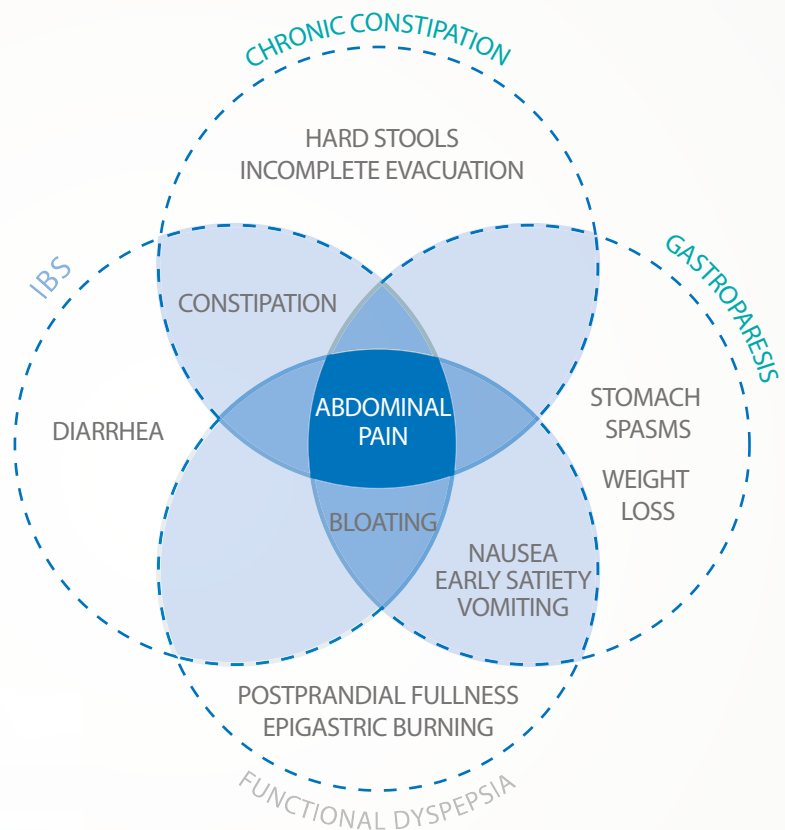 CHRONIC CONSTIPATION
HARD STOOLS
INCOMPLETE EVACUATION
IBS
GASTROPARESIS
CONSTIPATION
DIARRHEA
ABDOMINAL
PAIN
STOMACH
SPASMS
WEIGHT
LOSS
BLOATING
NAUSEA
EARLY SATIETY
VOMITING
POSTPRANDIAL FULLNESS
EPIGASTRIC BURNING
FUNCTIONAL DYSPEPSIA